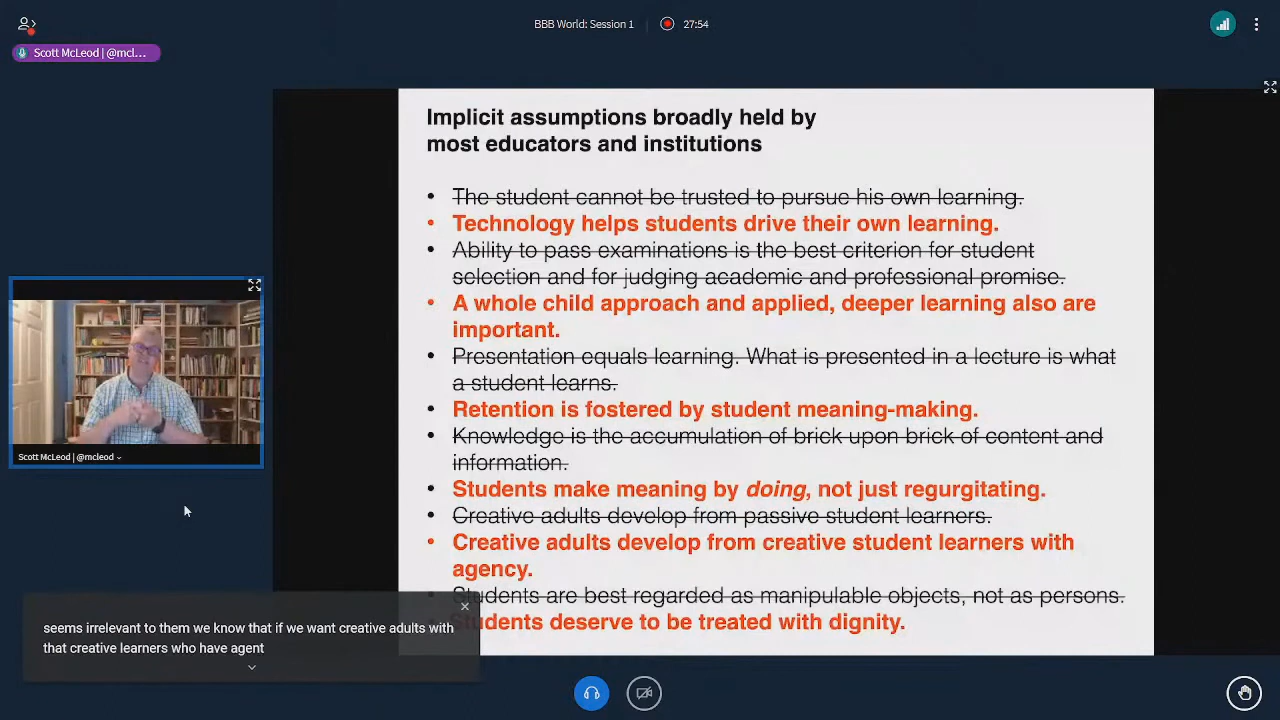 BBB World: Session 1
27:54
Scott McLeod | @mcl...
Implicit assumptions broadly held by
most educators and institutions
• The student cannot be trusted to pursue his own learning.
• Technology helps students drive their own learning.
• Ability to pass examinations is the best criterion for student
selection and for judging academic and professional promise.
• A whole child approach and applied, deeper learning also are
important.
• Presentation equals learning. What is presented in a lecture is what
a student learns.
• Retention is fostered by student meaning-making.
• Knowledge is the accumulation of brick upon brick of content and
information.
• Students make meaning by doing, not just regurgitating.
• Creative adults develop from passive student learners.
• Creative adults develop from creative student learners with
agency.
Students are best regarded as manipulable objects, not as persons.
Students deserve to be treated with dignity.
Scott McLeod | @mcleod
seems irrelevant to them we know that if we want creative adults with
that creative learners who have agent